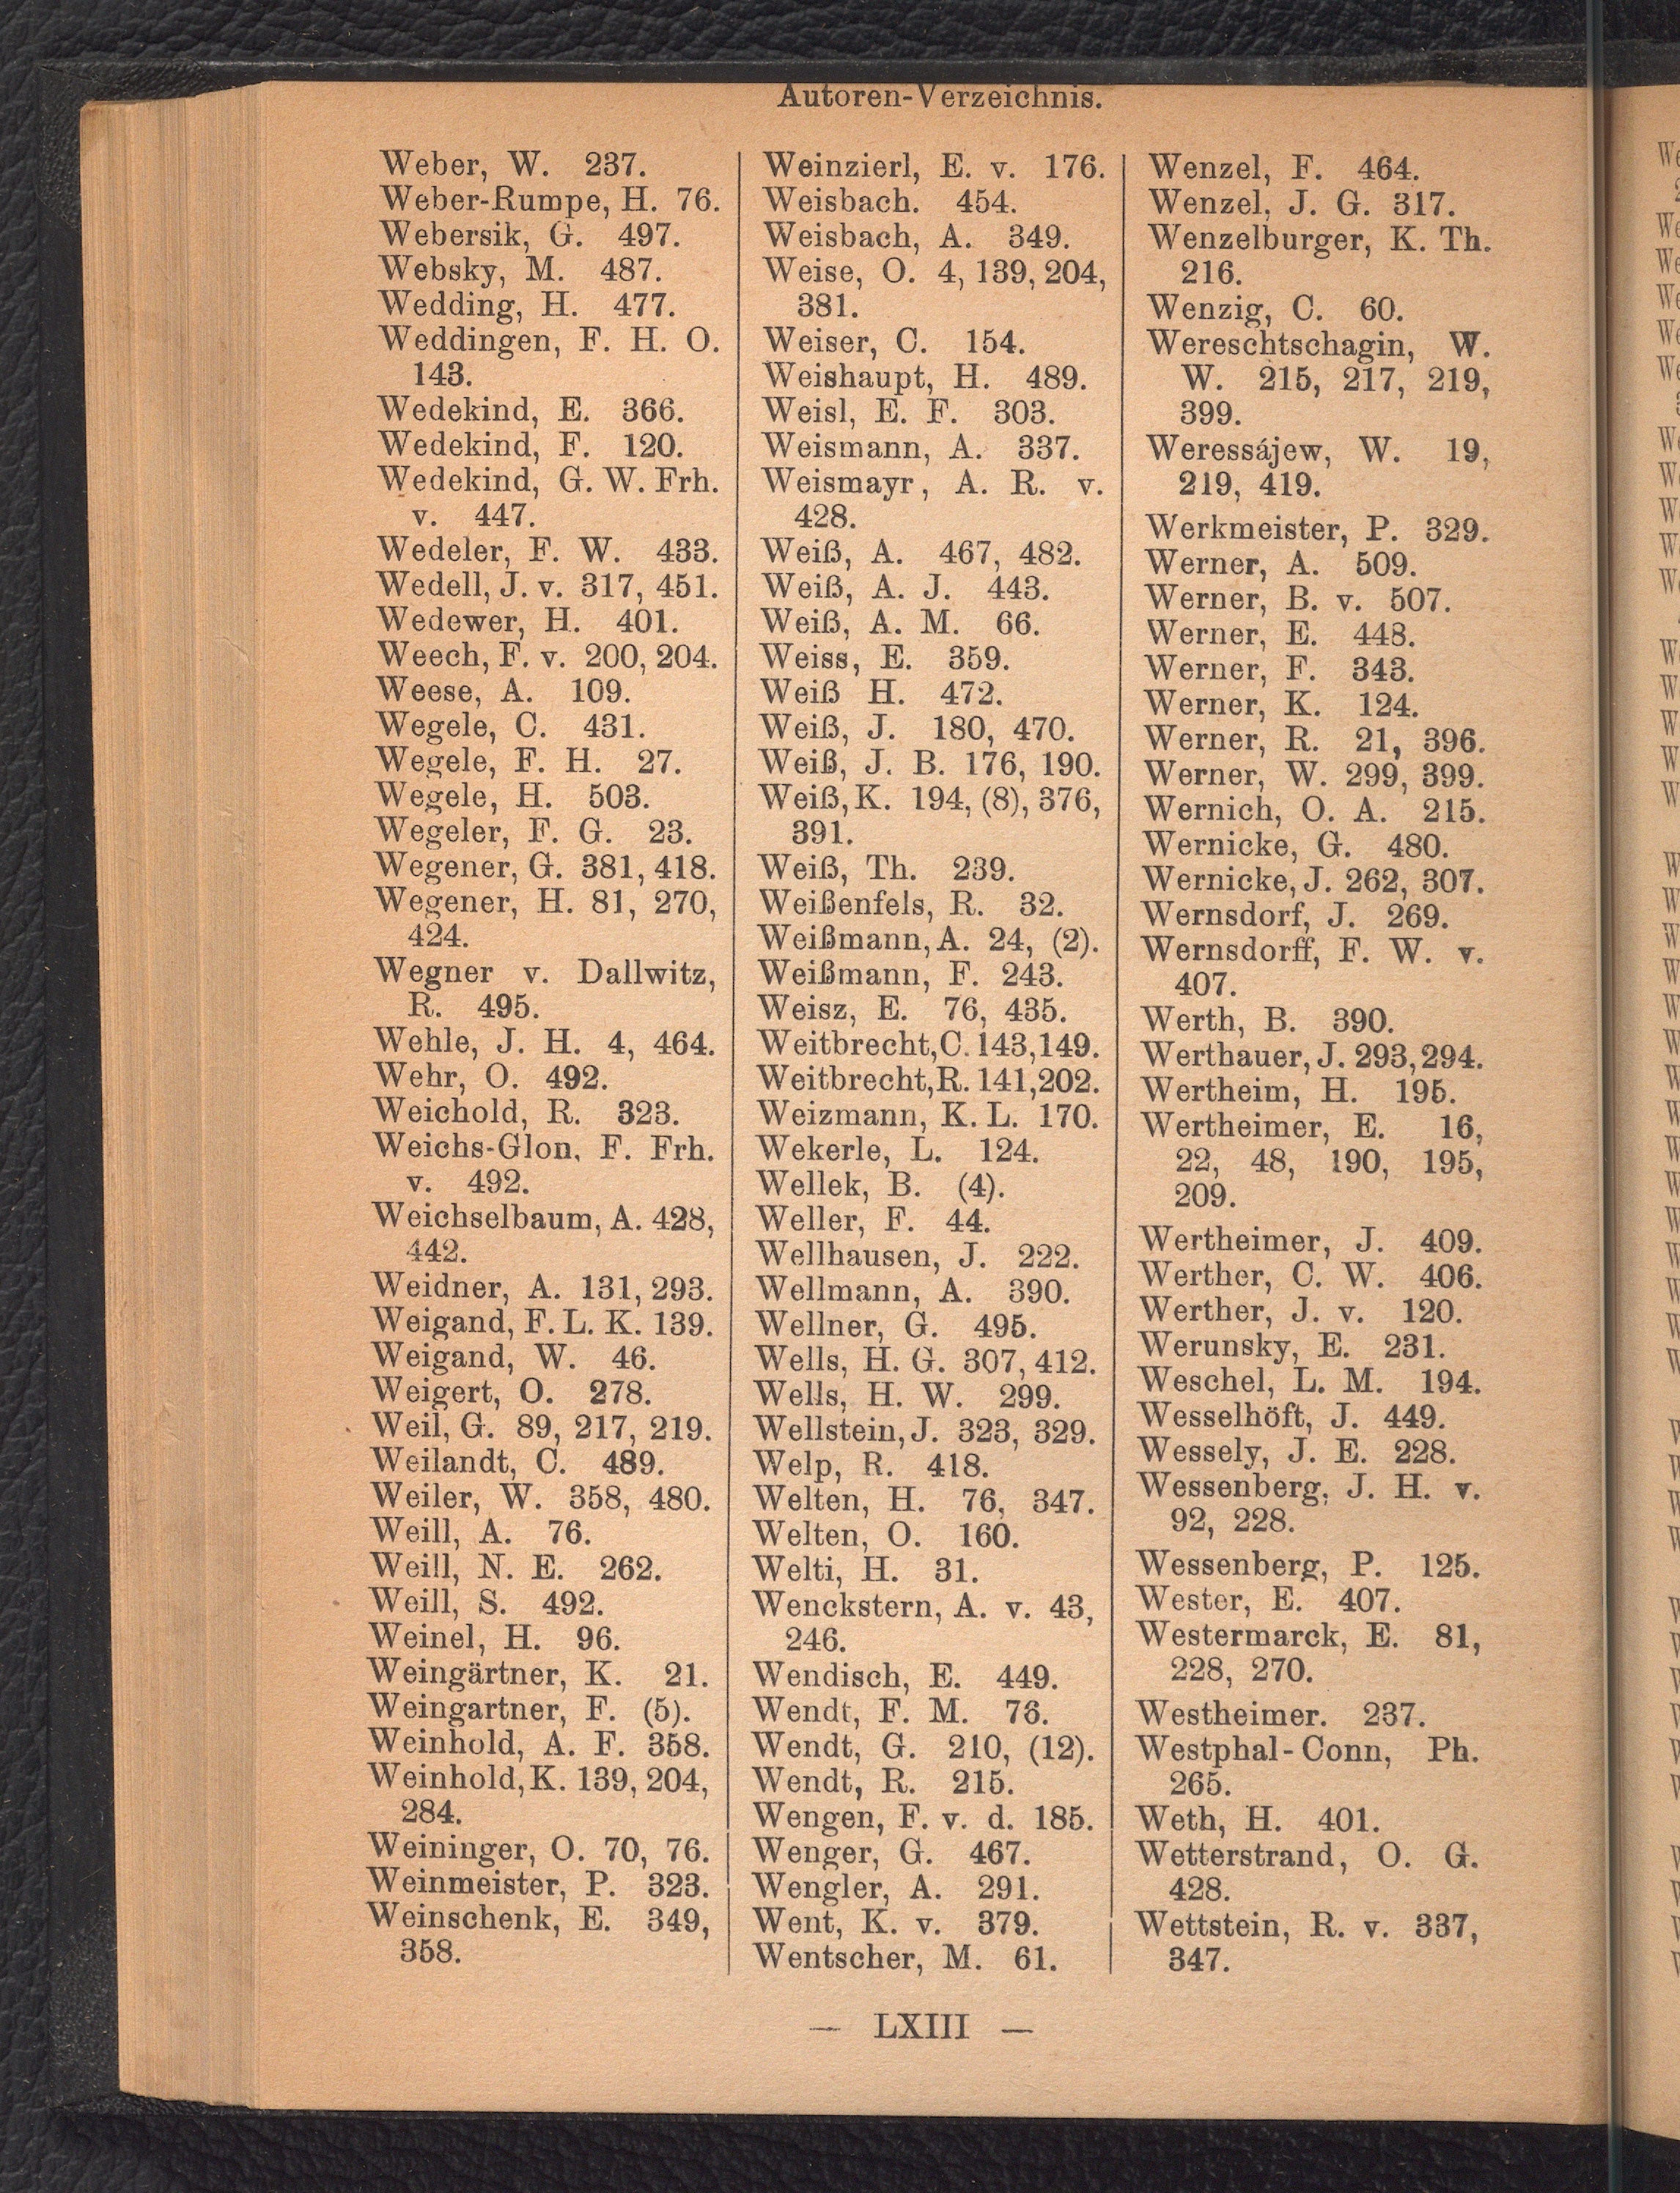 Autoren-Verzeichnis.
Weber, W. 237.
Weber-Rumpe, H. 76.
Webersik, G. 497.
Websky, M. 487.
Wedding, H. 477.
Weddingen, F. H. O.
143.
Wedekind, E. 366.
Wedekind, F. 120.
Wedekind, G. W. Frh.
v. 447.
Wedeler, F. W. 433.
Wedell, J. v. 317, 451.
Wedewer, H. 401.
Weech, F. v. 200, 204.
Weese, A. 109.
Wegele, C. 431.
Wegele, F. H. 27.
Wegele, H. 503.
Wegeler, F. G. 23.
Wegener, G. 381, 418.
Wegener, H. 81, 270,
424.
Wegner v. Dallwitz,
R. 495.
Wehle, J. H. 4, 464.
Wehr, O. 492.
Weichold, R. 323.
Weichs-Glon, F. Frh.
v. 492.
Weichselbaum, A. 428,
442.
Weidner, A. 131, 293.
Weigand, F. L. K. 139.
Weigand, W. 46.
Weigert, O. 278.
Weil, G. 89, 217, 219.
Weilandt, C. 489.
Weiler, W. 358, 480.
Weill, A. 76.
Weill, N. E. 262.
Weill, S. 492.
Weinel, H. 96.
Weingärtner, K. 21.
Weingartner, F. (5).
Weinhold, A. F. 358.
Weinhold, K. 139, 204,
284.
Weininger, O. 70, 76.
Weinmeister, P. 323.
Weinschenk, E. 349,
358.
Weinzierl, E. v. 176.
Weisbach. 454.
Weisbach, A. 349.
Weise, O. 4, 139, 204,
381.
Weiser, C. 154.
Weishaupt, H. 489.
Weisl, E. F. 303.
Weismann, A. 337.
Weismayr, A. R. v.
428.
Weiß, A. 467, 482.
Weiß, A. J. 443.
Weiß, A. M. 66.
Weiss, E. 359.
Weiß H. 472.
Weiß, J. 180, 470.
Weiß, J. B. 176, 190.
Weiß, K. 194, (8), 376,
391.
Weiß, Th. 239.
Weißenfels, R. 32.
Weißmann, A. 24, (2).
Weißmann, F. 243.
Weisz, E. 76, 435.
Weitbrecht, C. 143, 149.
Weitbrecht, R. 141, 202.
Weizmann, K. L. 170.
Wekerle, L. 124.
Wellek, B. (4).
Weller, F. 44.
Wellhausen, J. 222.
Wellmann, A. 390.
Wellner, G. 495.
Wells, H. G. 307, 412.
Wells, H. W. 299.
Wellstein, J. 323, 329.
Welp, R. 418.
Welten, H. 76, 347.
Welten, O. 160.
Welti, H. 31.
Wenckstern, A. v. 43,
246.
Wendisch, E. 449.
Wendt, F. M. 76.
Wendt, G. 210, (12).
Wendt, R. 215.
Wengen, F. v. d. 185.
Wenger, G. 467.
Wengler, A. 291.
Went, K. v. 379.
Wentscher, M. 61.
Wenzel, F. 464.
Wenzel, J. G. 317.
Wenzelburger, K. Th.
216.
Wenzig, C. 60.
Wereschtschagin, W.
W. 215, 217, 219,
399.
Weressájew, W. 19,
219, 419.
Werkmeister, P. 329.
Werner, A. 509.
Werner, B. v. 507.
Werner, E. 448.
Werner, F. 343.
Werner, K. 124.
Werner, R. 21, 396.
Werner, W. 299, 399.
Wernich, O. A. 215.
Wernicke, G. 480.
Wernicke, J. 262, 307.
Wernsdorf, J. 269.
Wernsdorff, F. W. v.
407.
Werth, B. 390.
Werthauer, J. 293, 294.
Wertheim, H. 195.
Wertheimer, E. 16,
22, 48, 190, 195,
209.
Wertheimer, J. 409.
Werther, C. W. 406.
Werther, J. v. 120.
Werunsky, E. 231.
Weschel, L. M. 194.
Wesselhöft, J. 449.
Wessely, J. E. 228.
Wessenberg, J. H. v.
92, 228.
Wessenberg, P. 125.
Wester, E. 407.
Westermarck, E. 81,
228, 270.
Westheimer. 237.
Westphal-Conn, Ph.
265.
Weth, H. 401.
Wetterstrand, O. G.
428.
Wettstein, R. v. 337,
347.
— LXIII —